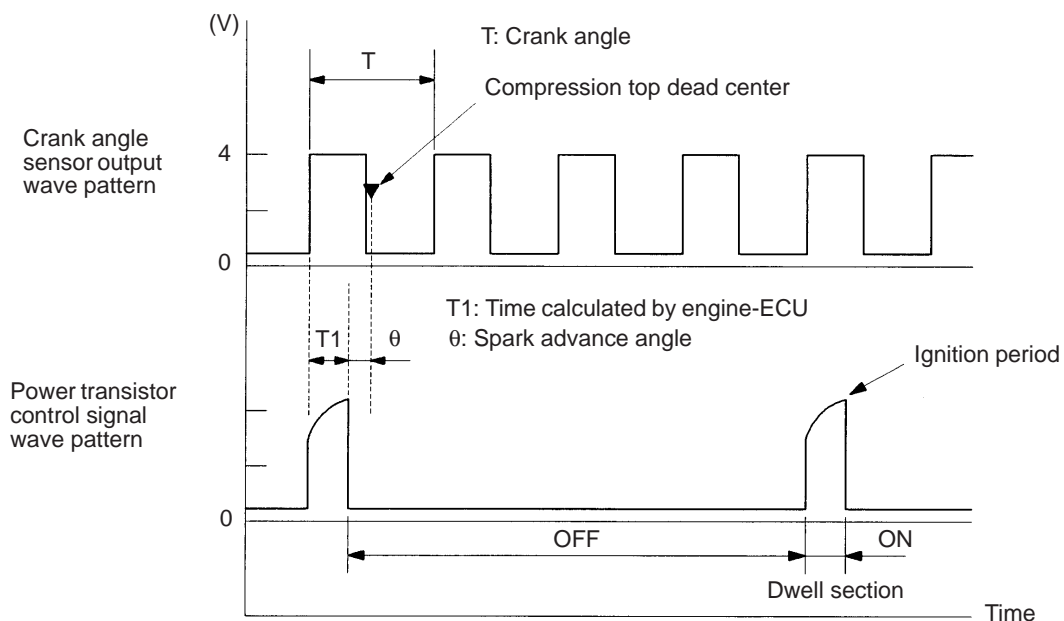 (V)
T: Crank angle
T
Compression top dead center
Crank angle
sensor output
wave pattern
4
0
T1: Time calculated by engine-ECU
T1
θ
θ: Spark advance angle
Ignition period
Power transistor
control signal
wave pattern
0
OFF
ON
Dwell section
Time